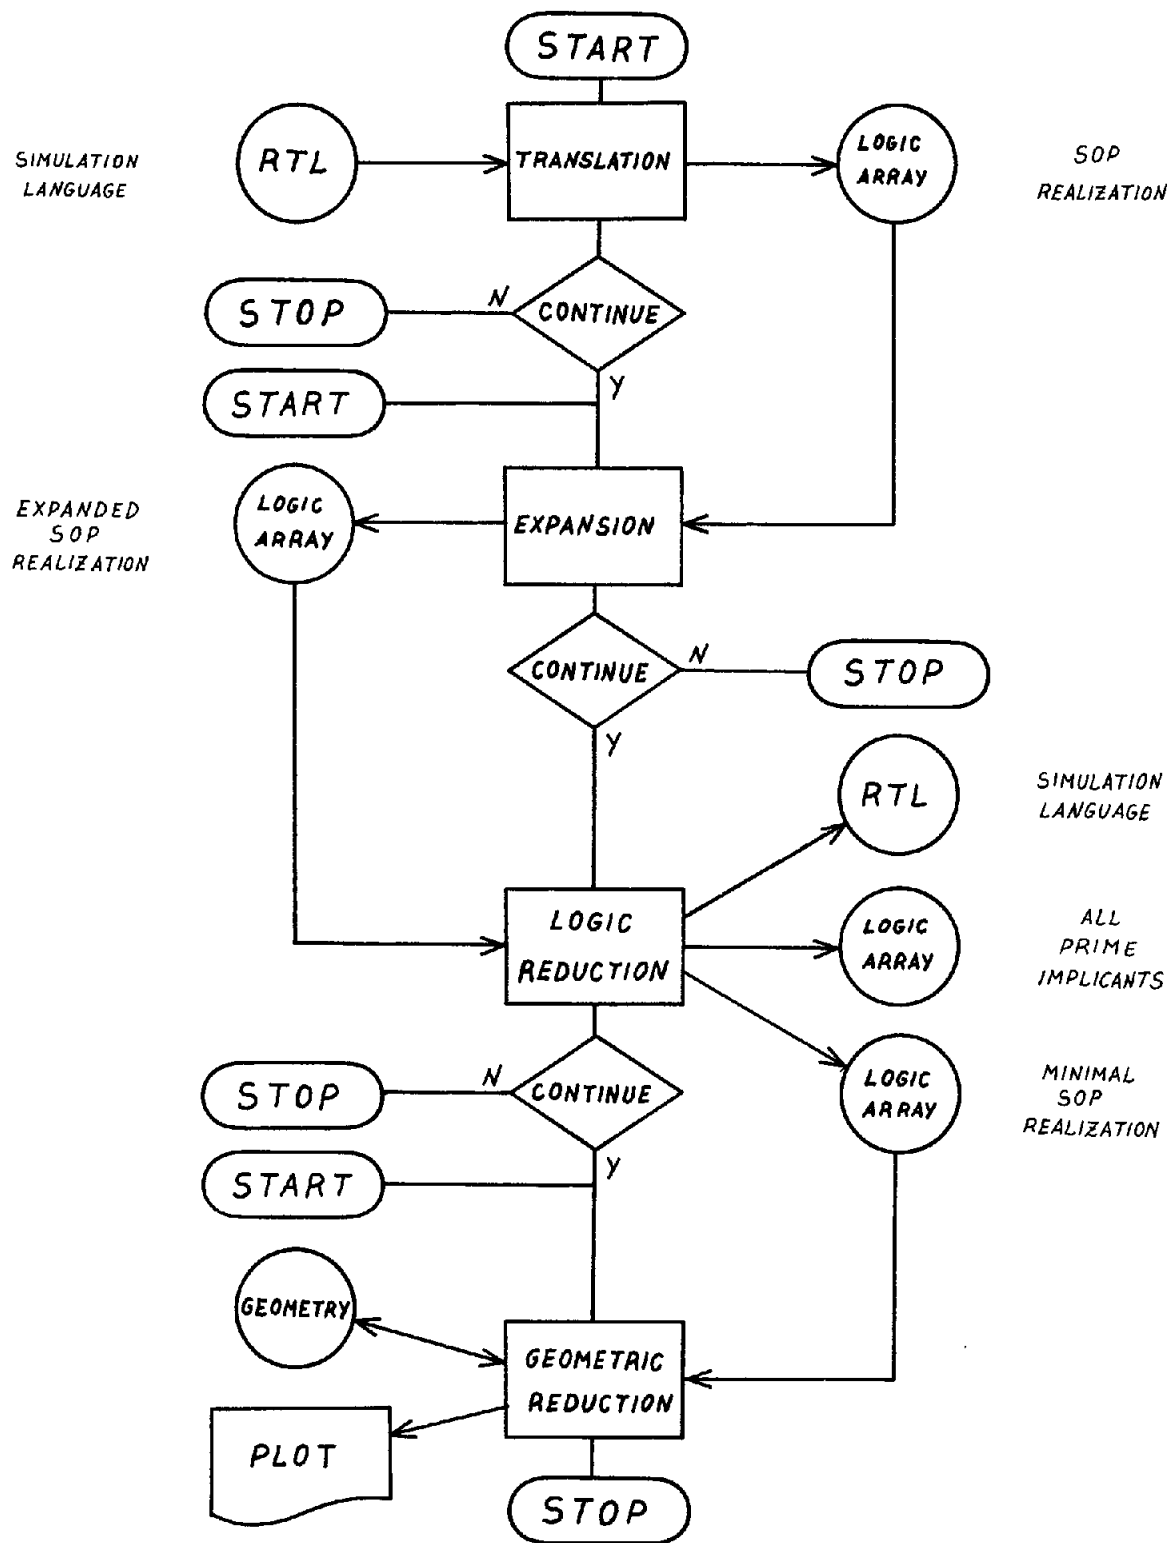 START
SIMULATION
LANGUAGE
RTL
TRANSLATION
LOGIC
ARRAY
SOP
REALIZATION
STOP
N
CONTINUE
Y
START
EXPANDED
SOP
REALIZATION
LOGIC
ARRAY
EXPANSION
CONTINUE
N
STOP
Y
RTL
SIMULATION
LANGUAGE
LOGIC
REDUCTION
LOGIC
ARRAY
ALL
PRIME
IMPLICANTS
STOP
N
CONTINUE
Y
LOGIC
ARRAY
MINIMAL
SOP
REALIZATION
START
GEOMETRY
GEOMETRIC
REDUCTION
PLOT
STOP